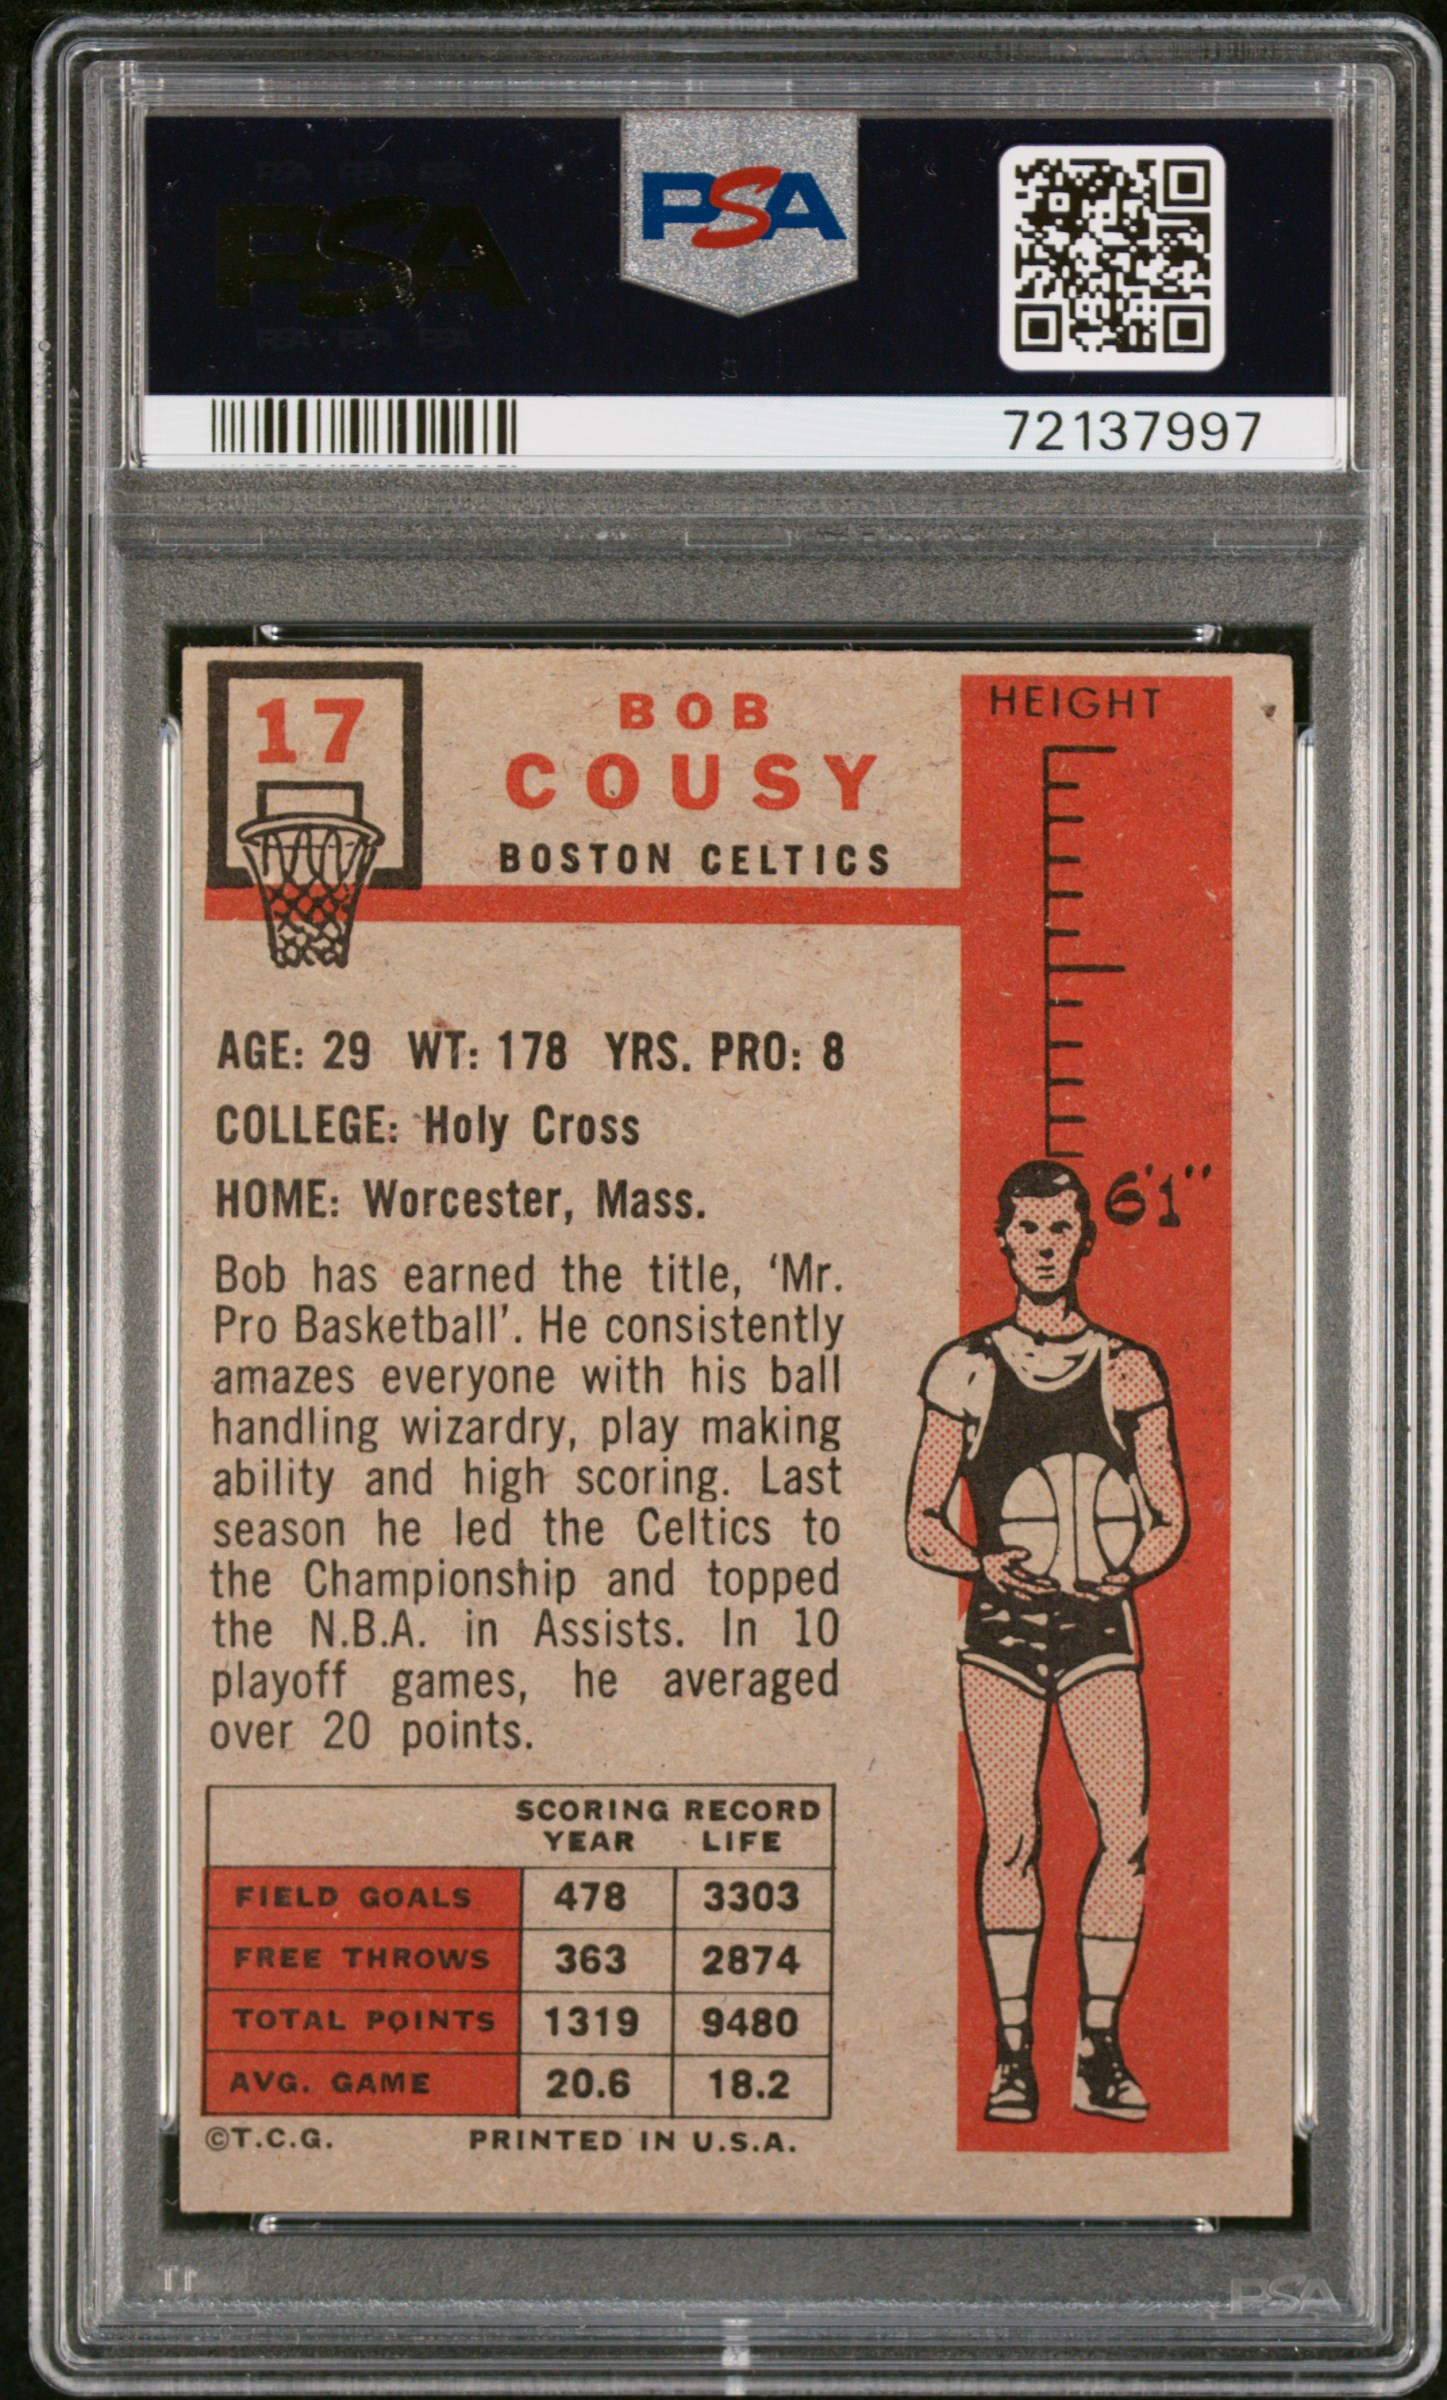 PSA
PSA
72137997
17
BOB
COUSY
BOSTON CELTICS
HEIGHT
6'1"
AGE: 29 WT: 178 YRS. PRO: 8
COLLEGE: Holy Cross
HOME: Worcester, Mass.
Bob has earned the title, ‘Mr.
Pro Basketball’. He consistently
amazes everyone with his ball
handling wizardry, play making
ability and high scoring. Last
season he led the Celtics to
the Championship and topped
the N.B.A. in Assists. In 10
playoff games, he averaged
over 20 points.
SCORING RECORD
YEAR LIFE
FIELD GOALS 478 3303
FREE THROWS 363 2874
TOTAL POINTS 1319 9480
AVG. GAME 20.6 18.2
©T.C.G. PRINTED IN U.S.A.
PSA